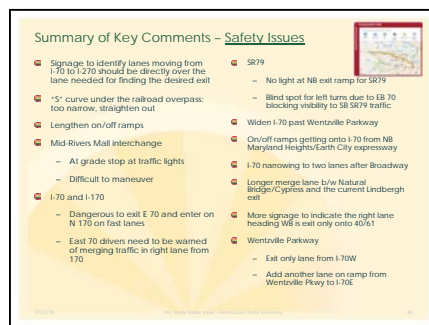 Summary of Key Comments – Safety Issues
Signage to identify lanes moving from
I-70 to I-270 should be directly over the
lane needed for finding the desired exit
"S" curve under the railroad overpass:
too narrow, straighten out
Lengthen on/off ramps
Mid-Rivers Mall interchange
– At grade stop at traffic lights
– Difficult to maneuver
I-70 and I-170
– Dangerous to exit E 70 and enter on
N 170 on fast lanes
– East 70 drivers need to be warned
of merging traffic in right lane from
170
SR79
– No light at NB exit ramp for SR79
– Blind spot for left turns due to EB 70
blocking visibility to SB SR79 traffic
Widen I-70 past Wentzville Parkway
On/off ramps getting onto I-70 from NB
Maryland Heights/Earth City expressway
I-70 narrowing to two lanes after Broadway
Longer merge lane b/w Natural
Bridge/Cypress and the current Lindbergh
exit
More signage to indicate the right lane
heading WB is exit only onto 40/61
Wentzville Parkway
– Exit only lane from I-70W
– Add another lane on ramp from
Wentzville Pkwy to I-70E